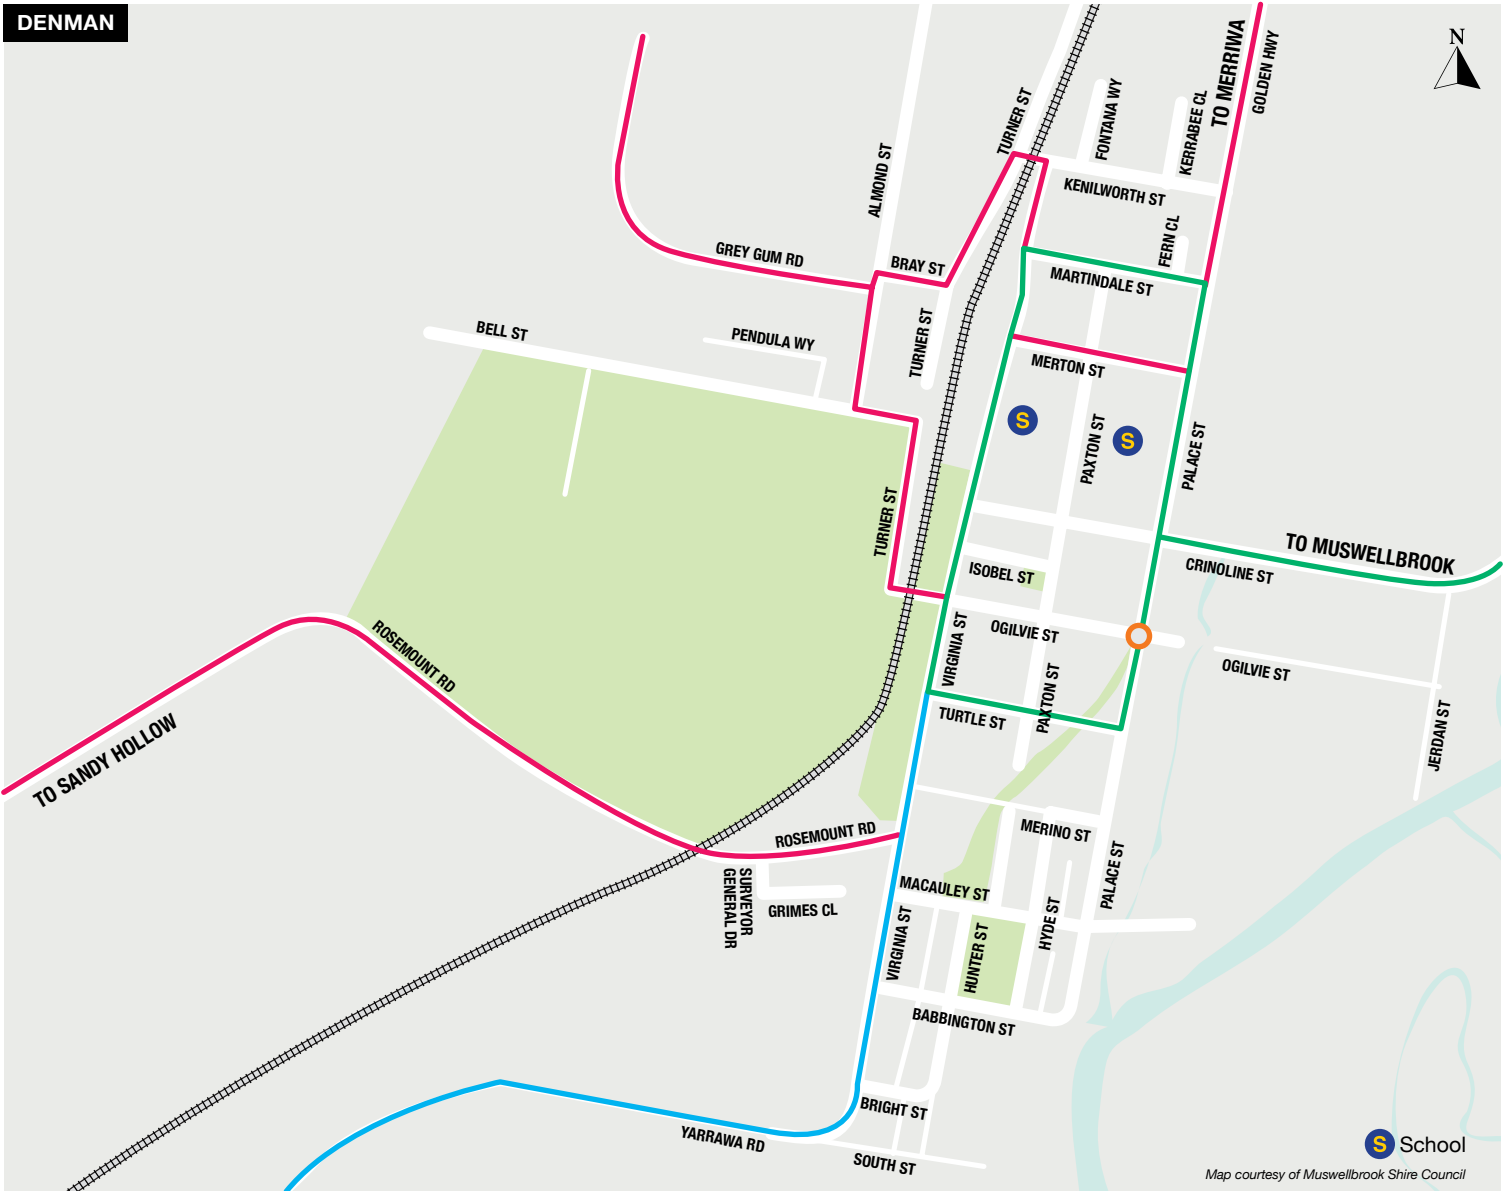 DENMAN
N
TO MERRIWA
GOLDEN HWY
TURNER ST
FONTANA WY
KERRABEE CL
ALMOND ST
KENILWORTH ST
FERN CL
GREY GUM RD
BRAY ST
MARTINDALE ST
BELL ST
PENDULA WY
TURNER ST
MERTON ST
S
S
PAXTON ST
PALACE ST
TURNER ST
TO MUSWELLBROOK
ISOBEL ST
CRINOLINE ST
ROSEMOUNT RD
VIRGINIA ST
OGILVIE ST
OGILVIE ST
PAXTON ST
TURTLE ST
JERDAN ST
TO SANDY HOLLOW
ROSEMOUNT RD
MERINO ST
PALACE ST
SURVEYOR
GENERAL DR
GRIMES CL
MACAULEY ST
VIRGINIA ST
HUNTER ST
HYDE ST
BABBINGTON ST
BRIGHT ST
YARRAWA RD
SOUTH ST
S School
Map courtesy of Muswellbrook Shire Council